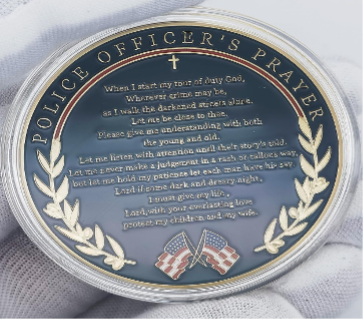 POLICE OFFICER'S PRAYER
When I start my tour of duty God,
Wherever crime may be,
as I walk the darkened streets alone,
Let me be close to thee.
Please give me understanding with both
the young and old.
Let me listen with attention until their story's told.
Let me never make a judgement in a rash or callous way,
but let me hold my patience let each man have his say
Lord if some dark and dreary night,
I must give my life,
Lord, with your everlasting love
protect my children and my wife.